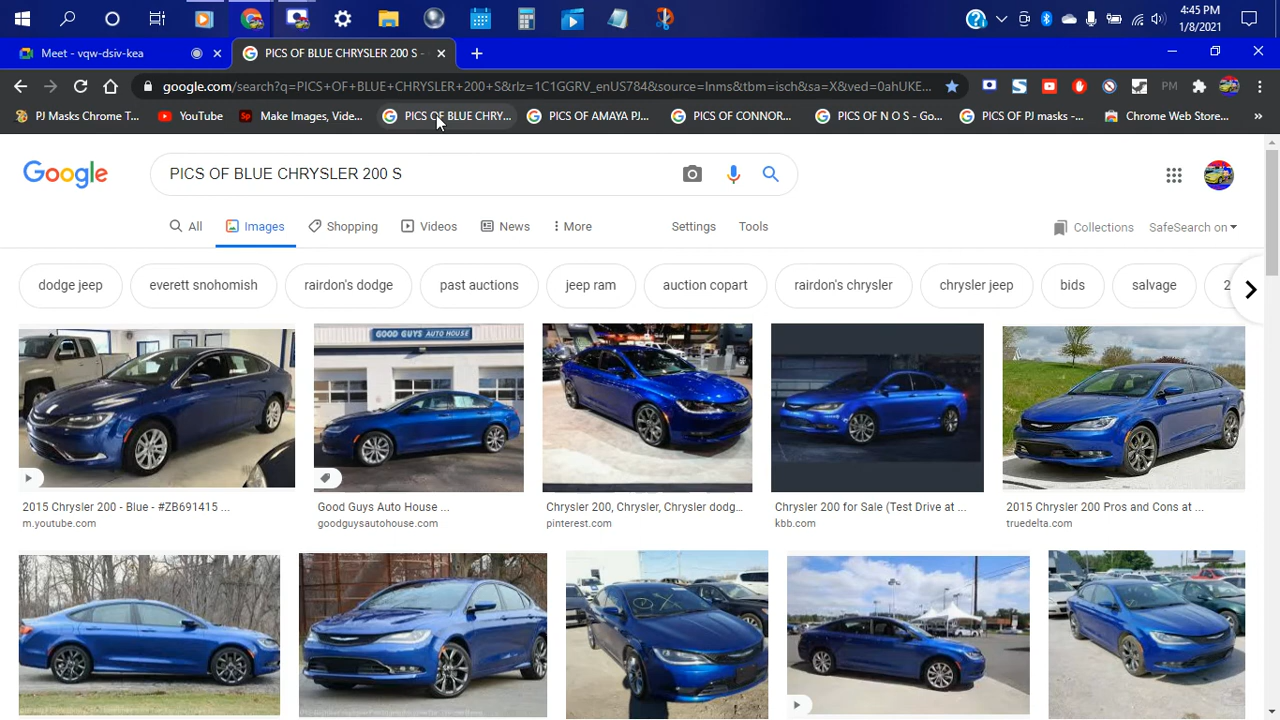 4:45 PM
1/8/2021
Meet - vqw-dsiv-kea
PICS OF BLUE CHRYSLER 200 S -
google.com/search?q=PICS+OF+BLUE+CHRYSLER+200+S&rlz=1C1GGRV_enUS784&source=lnms&tbm=isch&sa=X&ved=0ahUKE...
PM
PJ Masks Chrome T...
YouTube
Sp
Make Images, Vide...
PICS OF BLUE CHRY...
PICS OF AMAYA PJ...
PICS OF CONNOR...
PICS OF N O S - Go...
PICS OF PJ masks - ...
Chrome Web Store...
Google
PICS OF BLUE CHRYSLER 200 S
All
Images
Shopping
Videos
News
More
Settings
Tools
Collections
SafeSearch on
dodge jeep
everett snohomish
rairdon's dodge
past auctions
jeep ram
auction copart
rairdon's chrysler
chrysler jeep
bids
salvage
2
GOOD GUYS AUTO HOUSE
2015 Chrysler 200 - Blue - #ZB691415 ...
m.youtube.com
Good Guys Auto House ...
goodguysautohouse.com
Chrysler 200, Chrysler, Chrysler dodg...
pinterest.com
Chrysler 200 for Sale (Test Drive at ...
kbb.com
2015 Chrysler 200 Pros and Cons at ...
truedelta.com